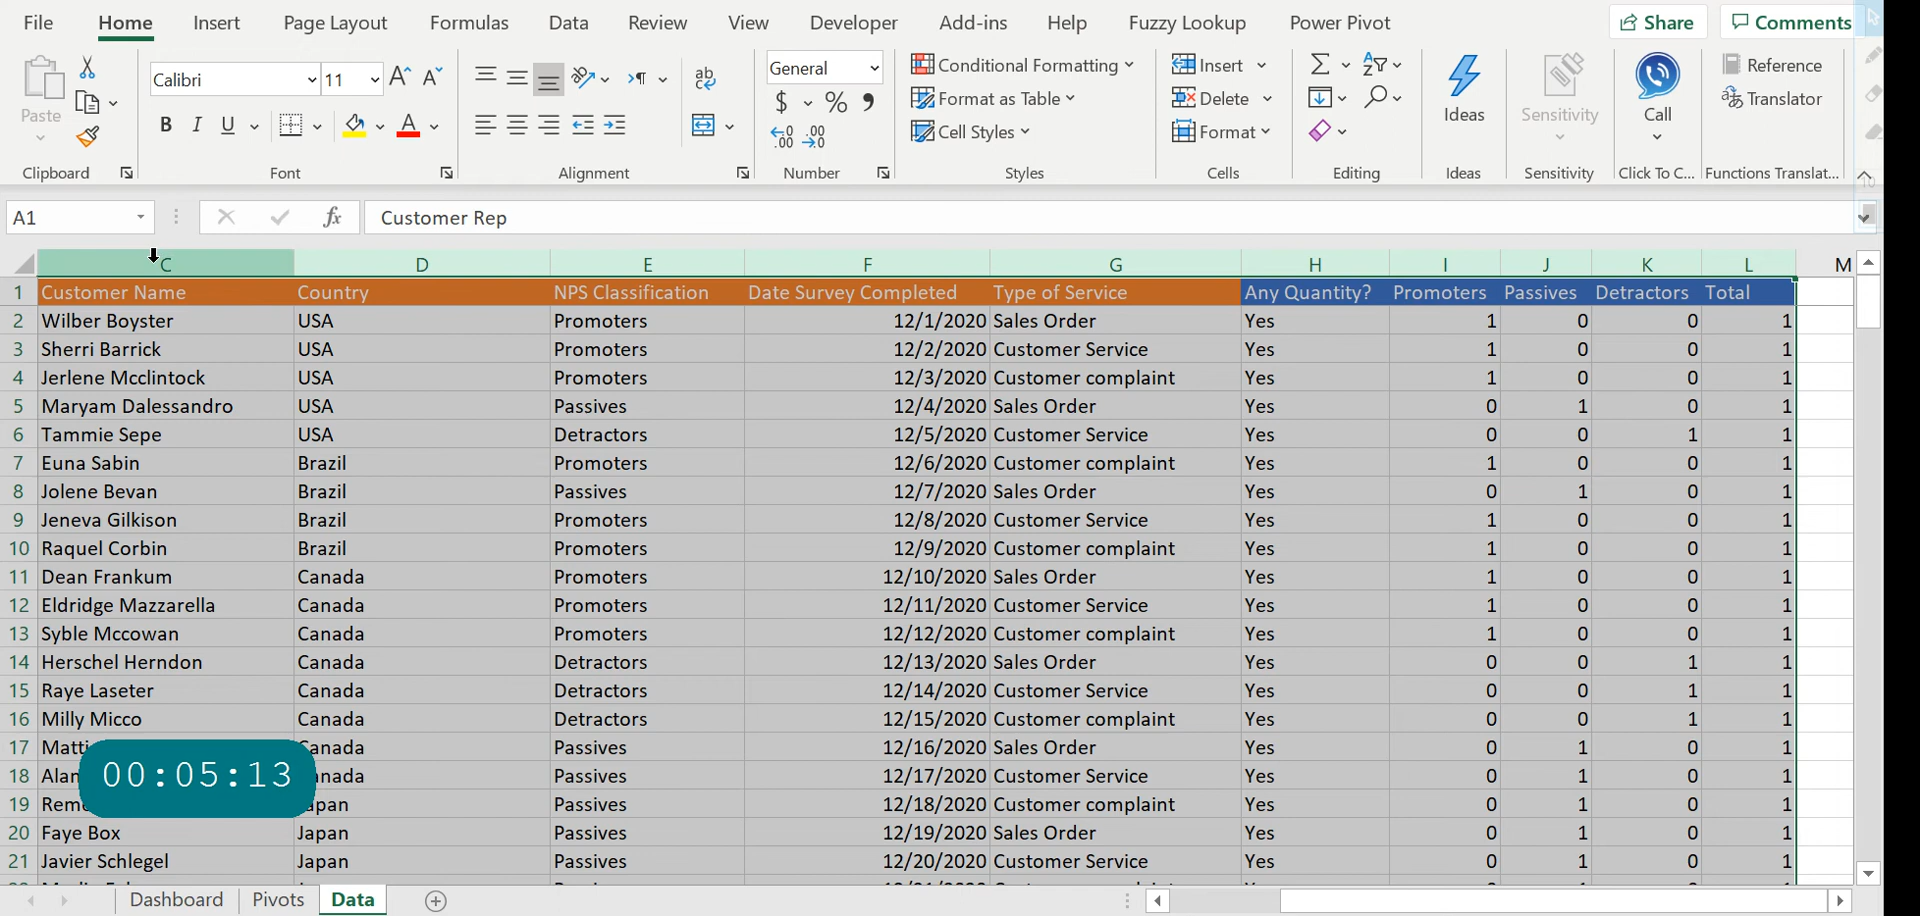 File Home Insert Page Layout Formulas Data Review View Developer Add-ins Help Fuzzy Lookup Power Pivot Share Comments
Paste Calibri 11 General Conditional Formatting Insert Ideas Sensitivity Call Reference
$ % Format as Table Delete Translator
B I U A Cell Styles Format
Clipboard Font Alignment Number Styles Cells Editing Ideas Sensitivity Click To C... Functions Translat...
A1 fx Customer Rep
C D E F G H I J K L M
1 Customer Name Country NPS Classification Date Survey Completed Type of Service Any Quantity? Promoters Passives Detractors Total
2 Wilber Boyster USA Promoters 12/1/2020 Sales Order Yes 1 0 0 1
3 Sherri Barrick USA Promoters 12/2/2020 Customer Service Yes 1 0 0 1
4 Jerlene Mcclintock USA Promoters 12/3/2020 Customer complaint Yes 1 0 0 1
5 Maryam Dalessandro USA Passives 12/4/2020 Sales Order Yes 0 1 0 1
6 Tammie Sepe USA Detractors 12/5/2020 Customer Service Yes 0 0 1 1
7 Euna Sabin Brazil Promoters 12/6/2020 Customer complaint Yes 1 0 0 1
8 Jolene Bevan Brazil Passives 12/7/2020 Sales Order Yes 0 1 0 1
9 Jeneva Gilkison Brazil Promoters 12/8/2020 Customer Service Yes 1 0 0 1
10 Raquel Corbin Brazil Promoters 12/9/2020 Customer complaint Yes 1 0 0 1
11 Dean Frankum Canada Promoters 12/10/2020 Sales Order Yes 1 0 0 1
12 Eldridge Mazzarella Canada Promoters 12/11/2020 Customer Service Yes 1 0 0 1
13 Syble Mccowan Canada Promoters 12/12/2020 Customer complaint Yes 1 0 0 1
14 Herschel Herndon Canada Detractors 12/13/2020 Sales Order Yes 0 0 1 1
15 Raye Laseter Canada Detractors 12/14/2020 Customer Service Yes 0 0 1 1
16 Milly Micco Canada Detractors 12/15/2020 Customer complaint Yes 0 0 1 1
17 Passives 12/16/2020 Sales Order Yes 0 1 0 1
18 Passives 12/17/2020 Customer Service Yes 0 1 0 1
00:05:13
19 Passives 12/18/2020 Customer complaint Yes 0 1 0 1
20 Faye Box Japan Passives 12/19/2020 Sales Order Yes 0 1 0 1
21 Javier Schlegel Japan Passives 12/20/2020 Customer Service Yes 0 1 0 1
Dashboard Pivots Data